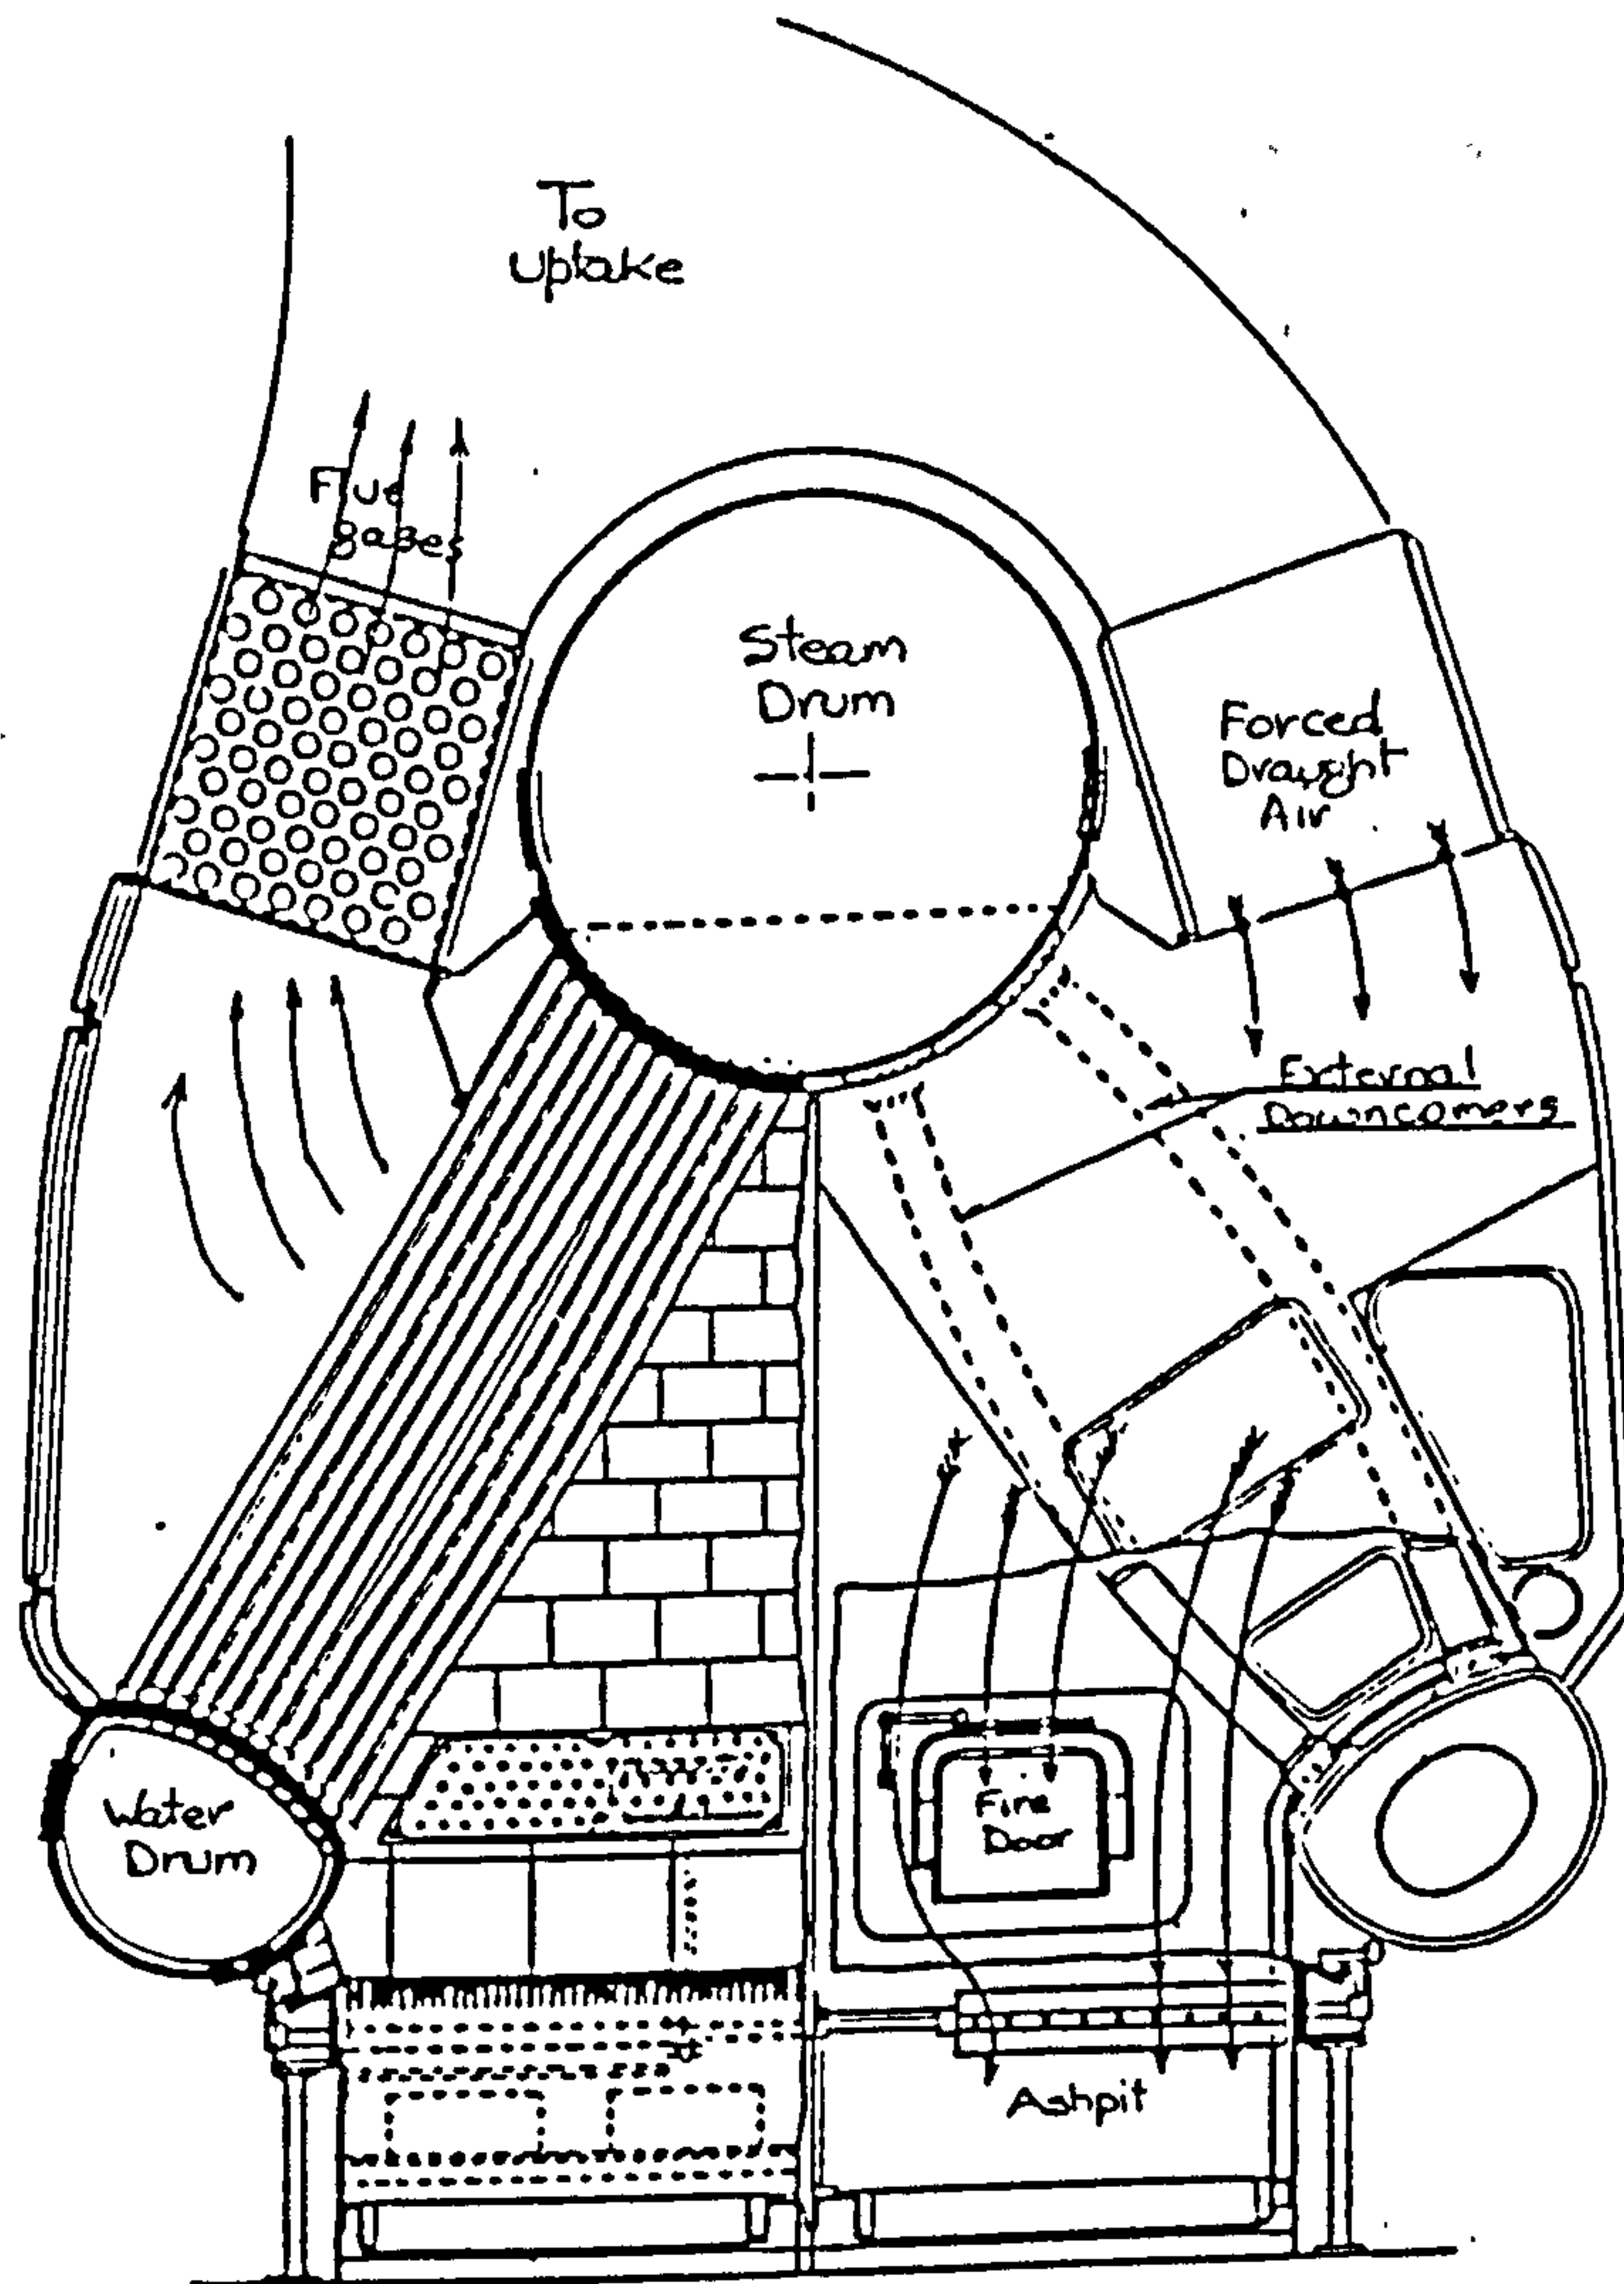 To
Uptake
Flue
gases
Steam
Drum
Forced
Draught
Air
External
Downcomers
Water
Drum
Fire
Door
Ashpit